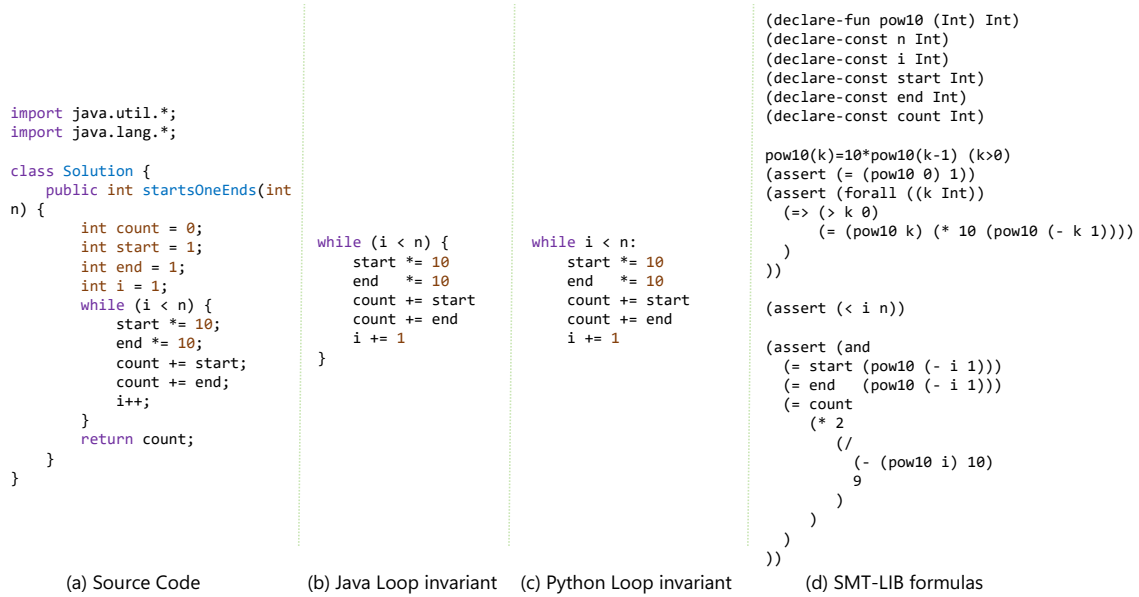 import java.util.*;
import java.lang.*;
class Solution {
    public int startsOneEnds(int
n) {
        int count = 0;
        int start = 1;
        int end = 1;
        int i = 1;
        while (i < n) {
            start *= 10;
            end *= 10;
            count += start;
            count += end;
            i++;
        }
        return count;
    }
}
(a) Source Code
while (i < n) {
    start *= 10
    end   *= 10
    count += start
    count += end
    i += 1
}
(b) Java Loop invariant
while i < n:
    start *= 10
    end   *= 10
    count += start
    count += end
    i += 1
(c) Python Loop invariant
(declare-fun pow10 (Int) Int)
(declare-const n Int)
(declare-const i Int)
(declare-const start Int)
(declare-const end Int)
(declare-const count Int)
pow10(k)=10*pow10(k-1) (k>0)
(assert (= (pow10 0) 1))
(assert (forall ((k Int))
  (=> (> k 0)
      (= (pow10 k) (* 10 (pow10 (- k 1))))
  )
))
(assert (< i n))
(assert (and
  (= start (pow10 (- i 1)))
  (= end   (pow10 (- i 1)))
  (= count
     (* 2
        (/
          (- (pow10 i) 10)
          9
        )
     )
  )
))
(d) SMT-LIB formulas